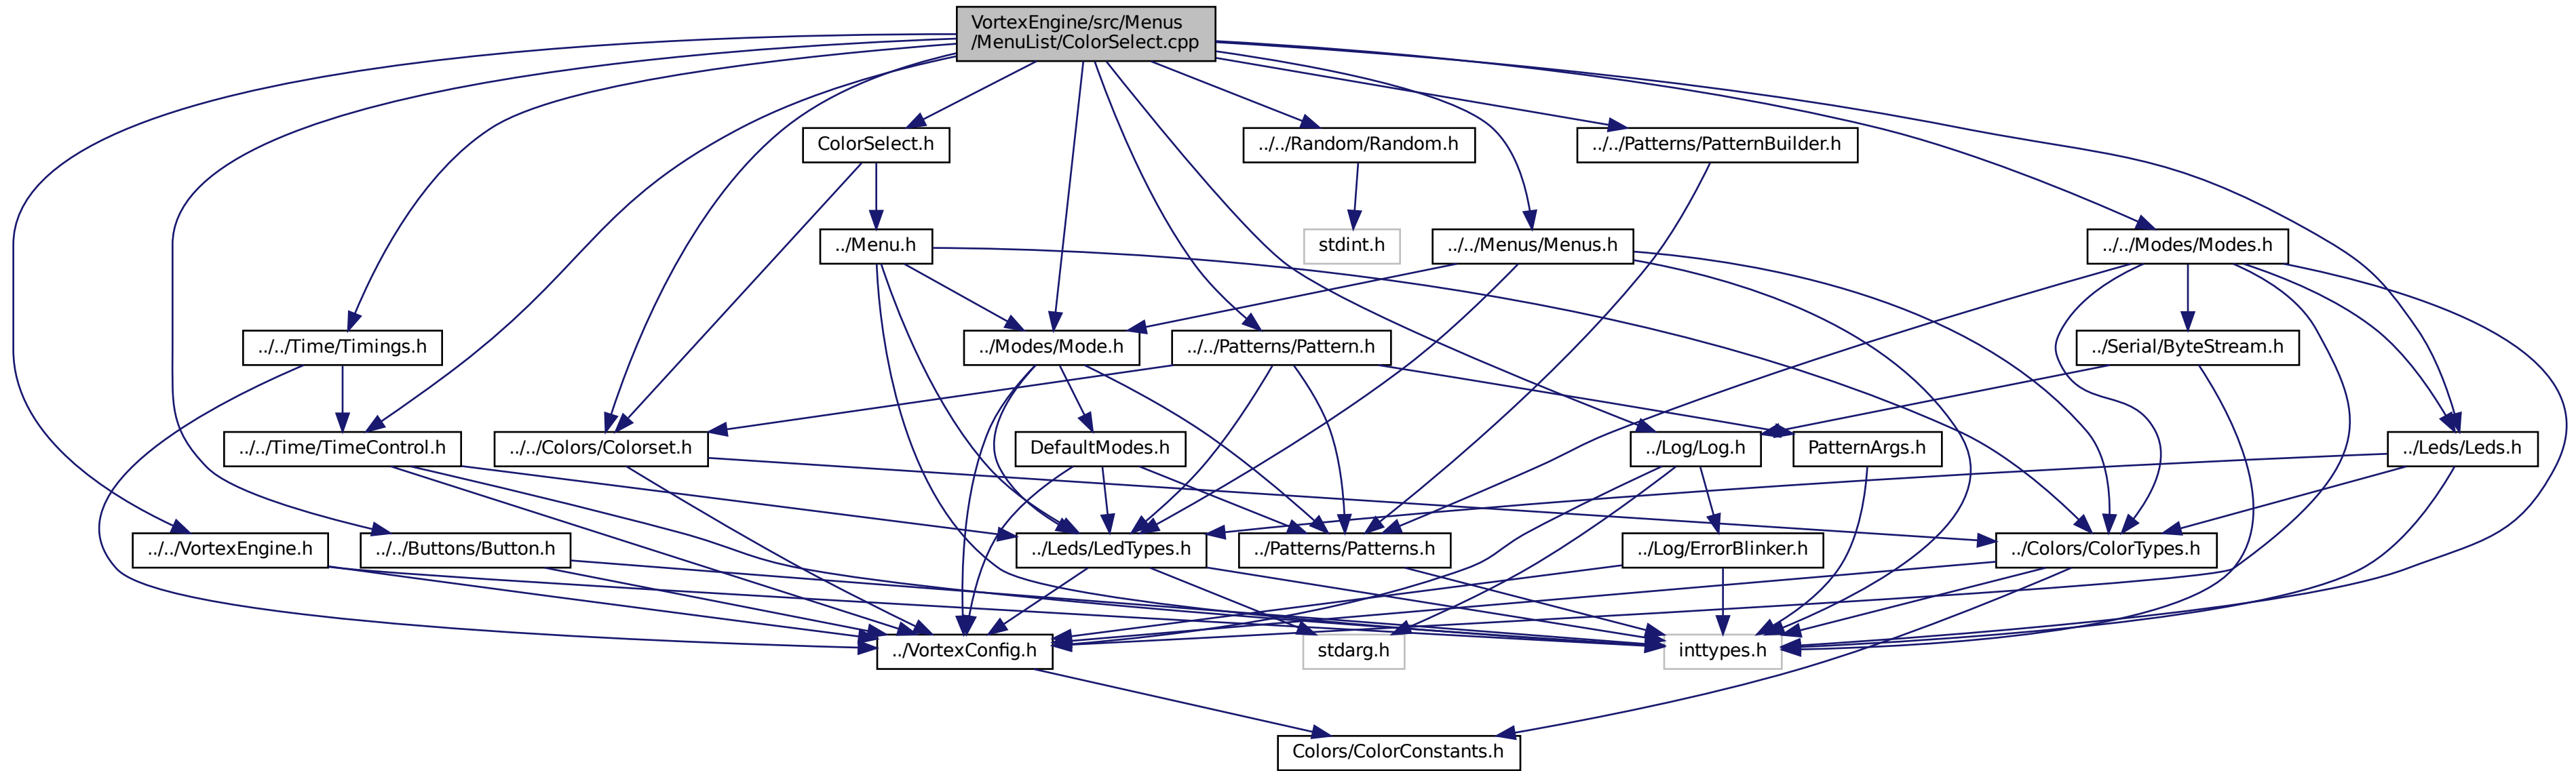 VortexEngine/src/Menus
/MenuList/ColorSelect.cpp
ColorSelect.h
../../Random/Random.h
../../Patterns/PatternBuilder.h
../Menu.h
stdint.h
../../Menus/Menus.h
../../Modes/Modes.h
../../Time/Timings.h
../Modes/Mode.h
../../Patterns/Pattern.h
../Serial/ByteStream.h
../../Time/TimeControl.h
../../Colors/Colorset.h
DefaultModes.h
../Log/Log.h
PatternArgs.h
../Leds/Leds.h
../../VortexEngine.h
../../Buttons/Button.h
../Leds/LedTypes.h
../Patterns/Patterns.h
../Log/ErrorBlinker.h
../Colors/ColorTypes.h
../VortexConfig.h
stdarg.h
inttypes.h
Colors/ColorConstants.h